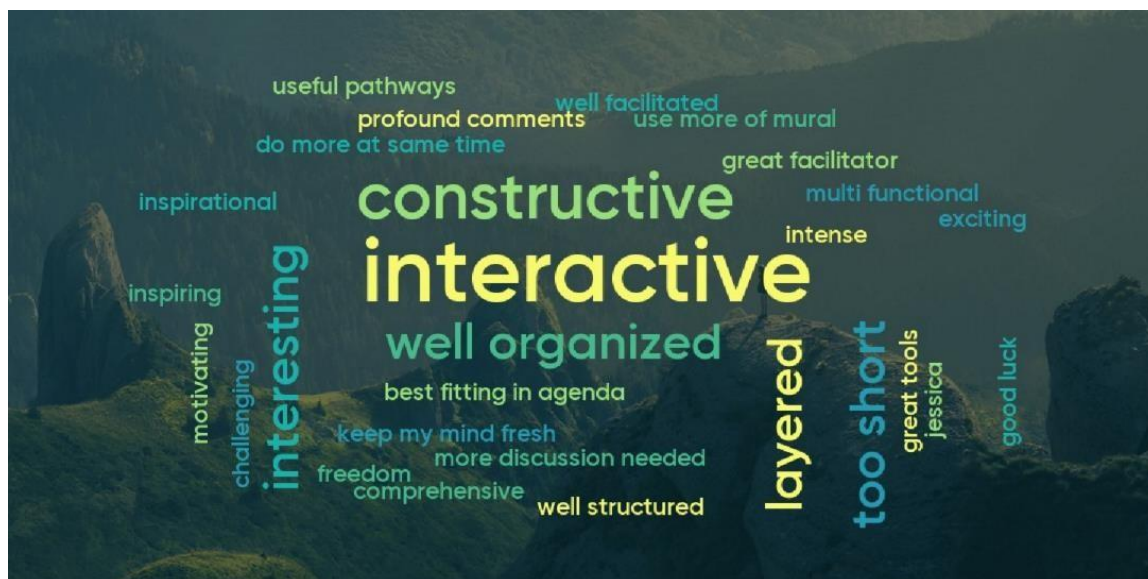 useful pathways
well facilitated
profound comments
use more of mural
do more at same time
great facilitator
constructive
multi functional
inspirational
exciting
intense
interactive
inspiring
interesting
well organized
motivating
challenging
layered
too short
great tools
jessica
good luck
best fitting in agenda
keep my mind fresh
more discussion needed
freedom
comprehensive
well structured